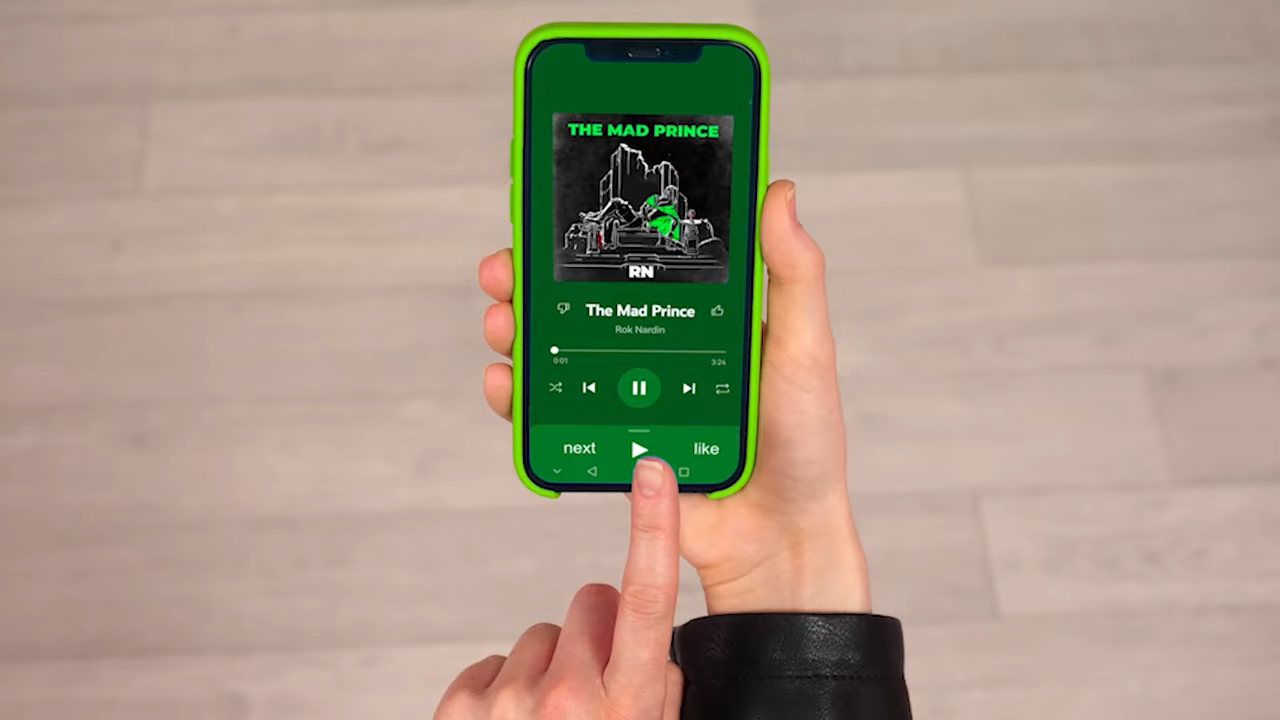 THE MAD PRINCE
RN
The Mad Prince
Rok Nardin
0:01 3:24
next like